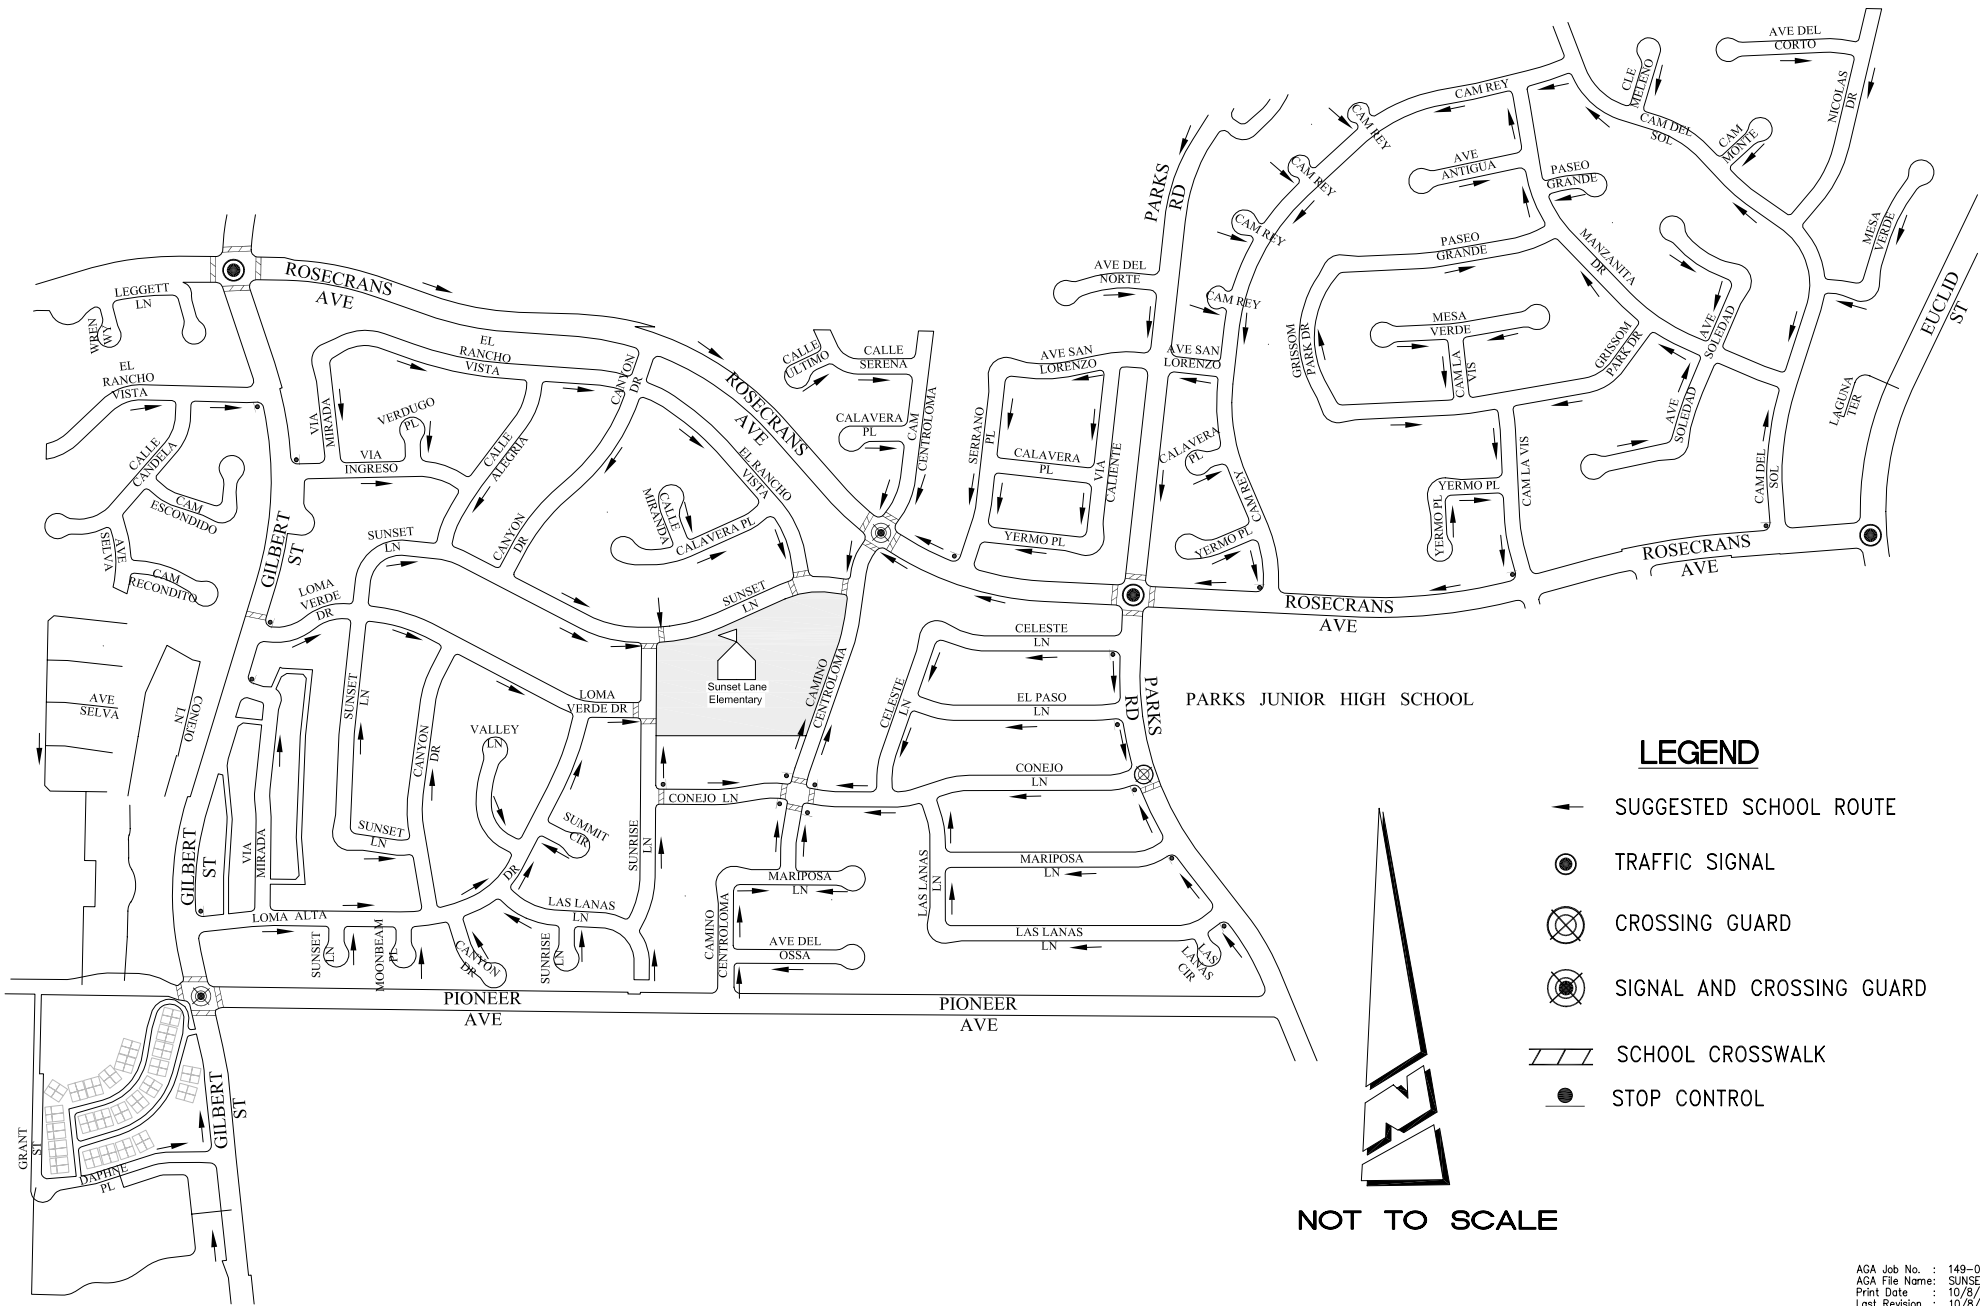 AVE DEL
CORTO
CLE
MELENO
NICOLAS
DR
CAM REY
CAM REY
CAM DEL
SOL
CAM
MONTE
AVE
ANTIGUA
PASEO
GRANDE
PARKS
RD
CAM REY
CAM REY
MESA
VERDE
MANZANITA
DR
PASEO
GRANDE
EUCLID
ST
ROSECRANS
AVE
LEGGETT
LN
WREN
WY
AVE DEL
NORTE
CAM REY
MESA
VERDE
GRISSOM
PARK DR
GRISSOM
PARK DR
AVE
SOLEDAD
CAM LA
VIS
EL
RANCHO
VISTA
EL
RANCHO
VISTA
CANYON
DR
CALLE
ULTIMO
CALLE
SERENA
AVE SAN
LORENZO
AVE SAN
LORENZO
LAGUNA
TER
ROSECRANS
AVE
VIA
MIRADA
VERDUGO
PL
CALAVERA
PL
CAM
CENTROLOMA
SERRANO
PL
AVE
SOLEDAD
CALLE
CANDELA
VIA
INGRESO
CALLE
ALEGRIA
EL RANCHO
VISTA
CALAVERA
PL
VIA
CALIENTE
CALAVERA
PL
CAM REY
CAM LA VIS
CAM DEL
SOL
CAM
ESCONDIDO
CALLE
MIRANDA
CALAVERA PL
YERMO PL
YERMO PL
AVE
SELVA
GILBERT
ST
SUNSET
LN
CANYON
DR
YERMO PL
YERMO PL
ROSECRANS
AVE
CAM
RECONDITO
LOMA
VERDE
DR
SUNSET
LN
ROSECRANS
AVE
CELESTE
LN
AVE
SELVA
CONEJO
LN
SUNSET
LN
LOMA
VERDE DR
Sunset Lane
Elementary
CAMINO
CENTROLOMA
CELESTE
LN
EL PASO
LN
PARKS
RD
PARKS JUNIOR HIGH SCHOOL
CANYON
DR
VALLEY
LN
CONEJO LN
CONEJO
LN
LEGEND
SUGGESTED SCHOOL ROUTE
GILBERT
ST
VIA
MIRADA
SUNSET
LN
SUMMIT
CIR
SUNRISE
LN
MARIPOSA
LN
MARIPOSA
LN
TRAFFIC SIGNAL
DR
LAS LANAS
LN
LAS LANAS
LN
LOMA ALTA
SUNSET
LN
MOONBEAM
PL
CANYON
DR
SUNRISE
LN
CAMINO
CENTROLOMA
AVE DEL
OSSA
LAS LANAS
LN
LAS
LANAS
CIR
CROSSING GUARD
PIONEER
AVE
PIONEER
AVE
SIGNAL AND CROSSING GUARD
SCHOOL CROSSWALK
STOP CONTROL
GILBERT
ST
GRANT
ST
DAPHNE
PL
NOT TO SCALE
AGA Job No. : 149-0
AGA File Name: SUNSE
Print Date : 10/8/
Last Revision : 10/8/